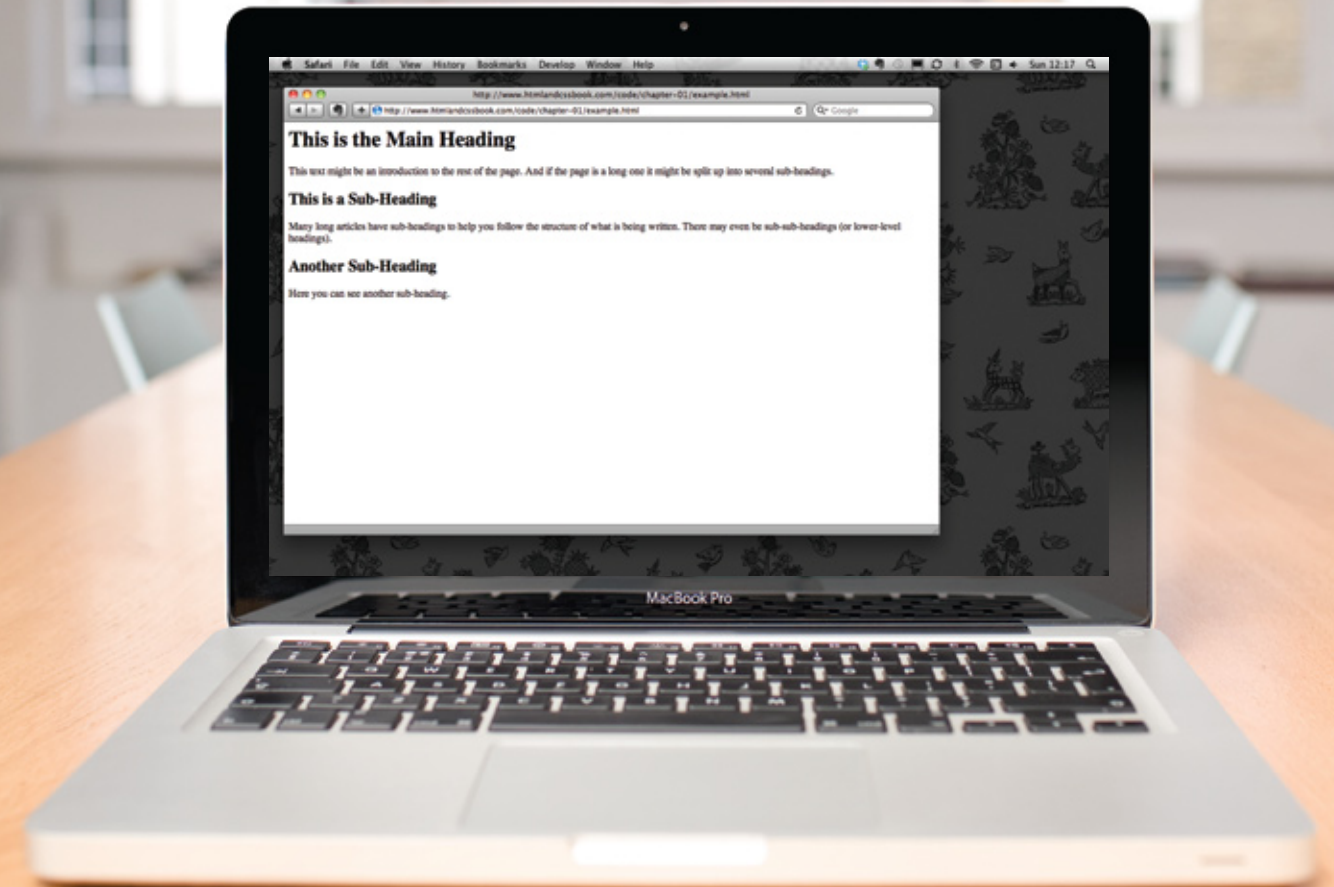 Safari File Edit View History Bookmarks Develop Window Help Sun 12:17
http://www.htmlandcssbook.com/code/chapter-01/example.html
http://www.htmlandcssbook.com/code/chapter-01/example.html Google
This is the Main Heading
This text might be an introduction to the rest of the page. And if the page is a long one it might be split up into several sub-headings.
This is a Sub-Heading
Many long articles have sub-headings to help you follow the structure of what is being written. There may even be sub-sub-headings (or lower-level
headings).
Another Sub-Heading
Here you can see another sub-heading.
MacBook Pro